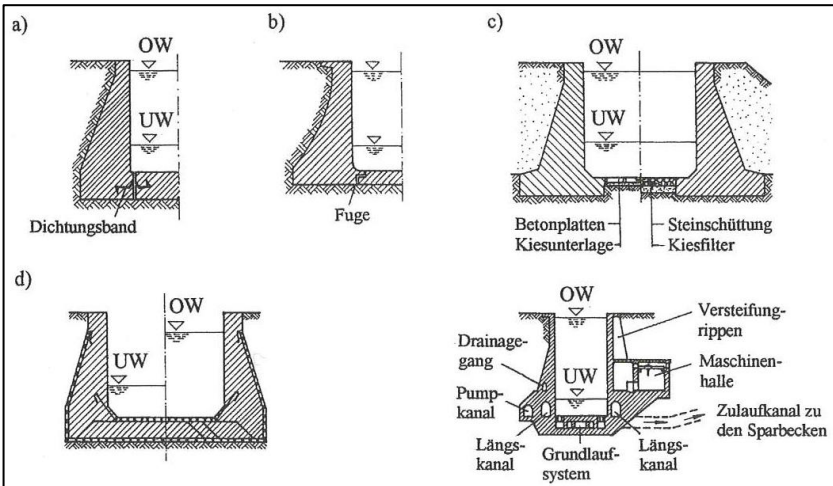 a)
OW
UW
Dichtungsband
b)
Fuge
c)
OW
UW
Betonplatten
Kiesunterlage
Steinschüttung
Kiesfilter
d)
OW
UW
OW
UW
Drainage-
gang
Pump-
kanal
Längs-
kanal
Grundlauf-
system
Längs-
kanal
Versteifung-
rippen
Maschinen-
halle
Zulaufkanal zu
den Sparbecken